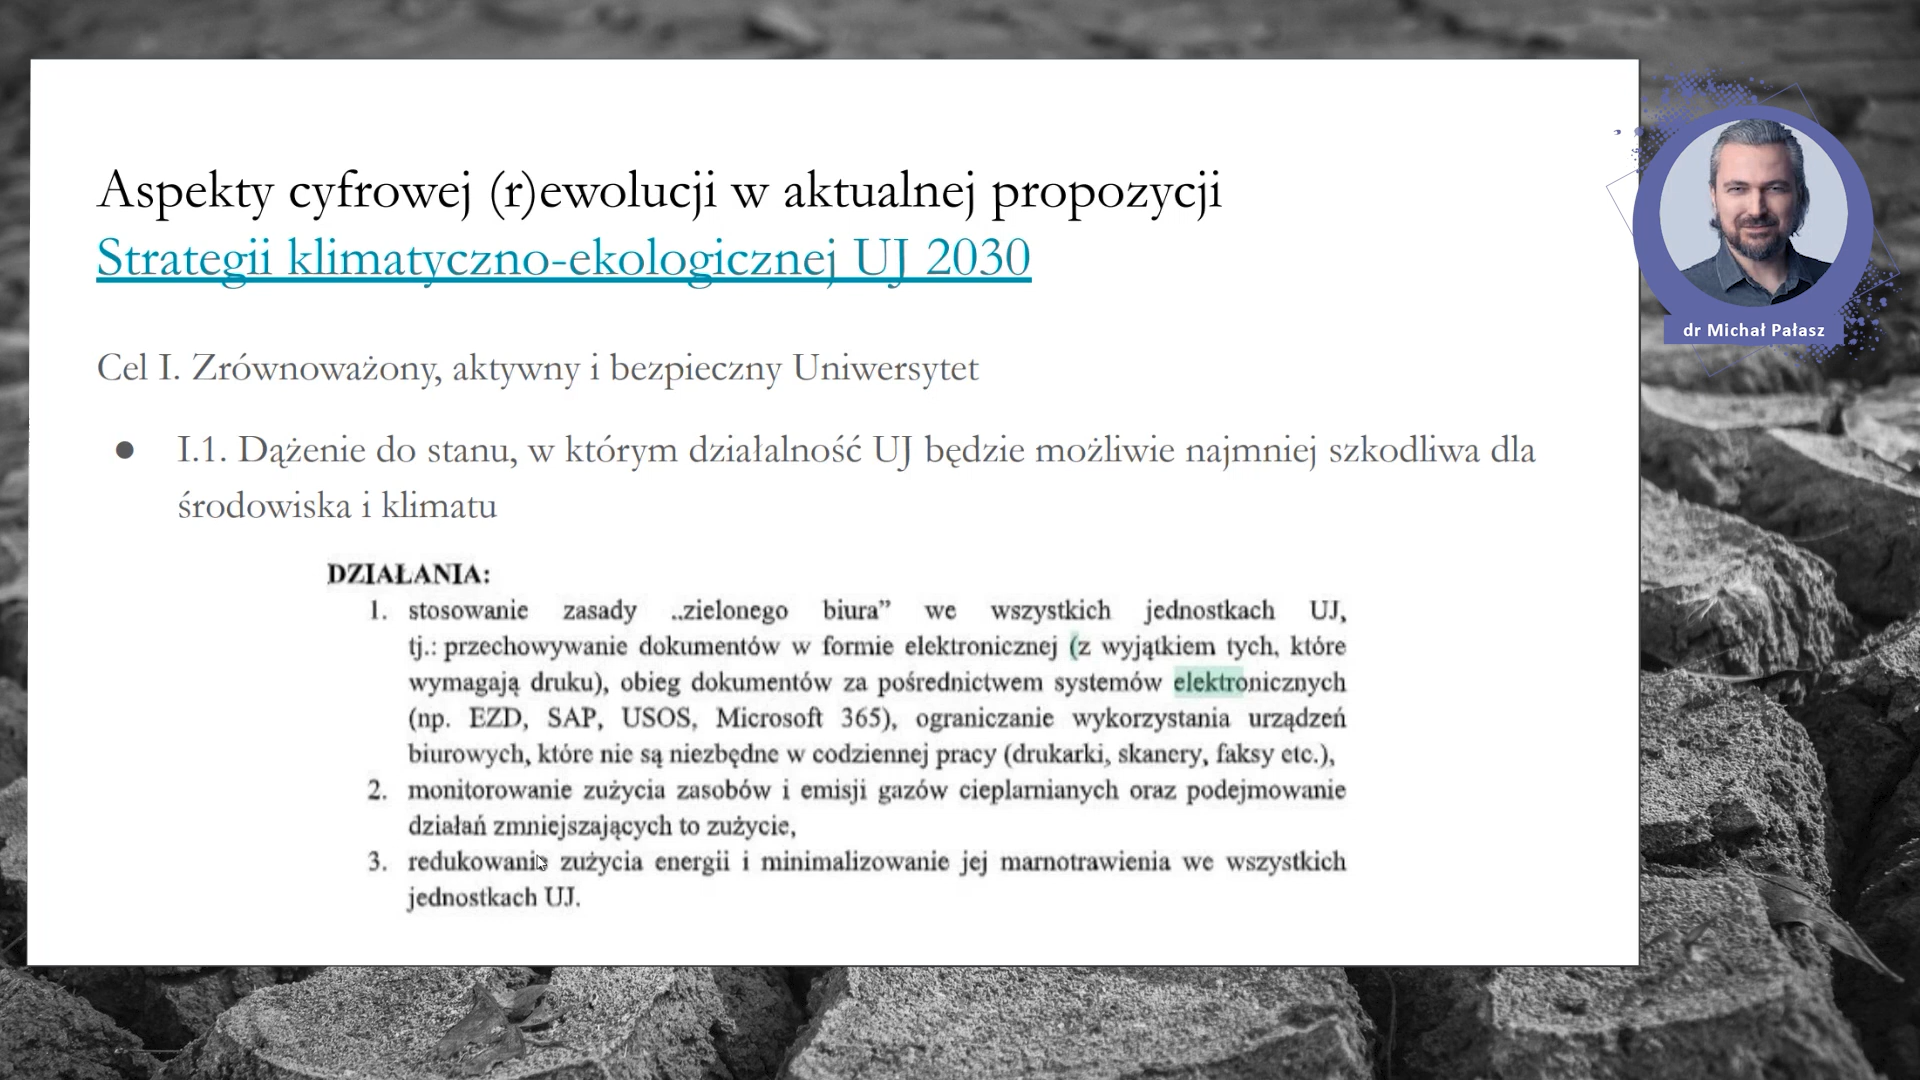 Aspekty cyfrowej (r)ewolucji w aktualnej propozycji
Strategii klimatyczno-ekologicznej UJ 2030
dr Michał Pałasz
Cel I. Zrównoważony, aktywny i bezpieczny Uniwersytet
● I.1. Dążenie do stanu, w którym działalność UJ będzie możliwie najmniej szkodliwa dla
środowiska i klimatu
DZIAŁANIA:
1. stosowanie zasady „zielonego biura” we wszystkich jednostkach UJ,
tj.: przechowywanie dokumentów w formie elektronicznej (z wyjątkiem tych, które
wymagają druku), obieg dokumentów za pośrednictwem systemów elektronicznych
(np. EZD, SAP, USOS, Microsoft 365), ograniczanie wykorzystania urządzeń
biurowych, które nie są niezbędne w codziennej pracy (drukarki, skanery, faksy etc.),
2. monitorowanie zużycia zasobów i emisji gazów cieplarnianych oraz podejmowanie
działań zmniejszających to zużycie,
3. redukowanie zużycia energii i minimalizowanie jej marnotrawienia we wszystkich
jednostkach UJ.